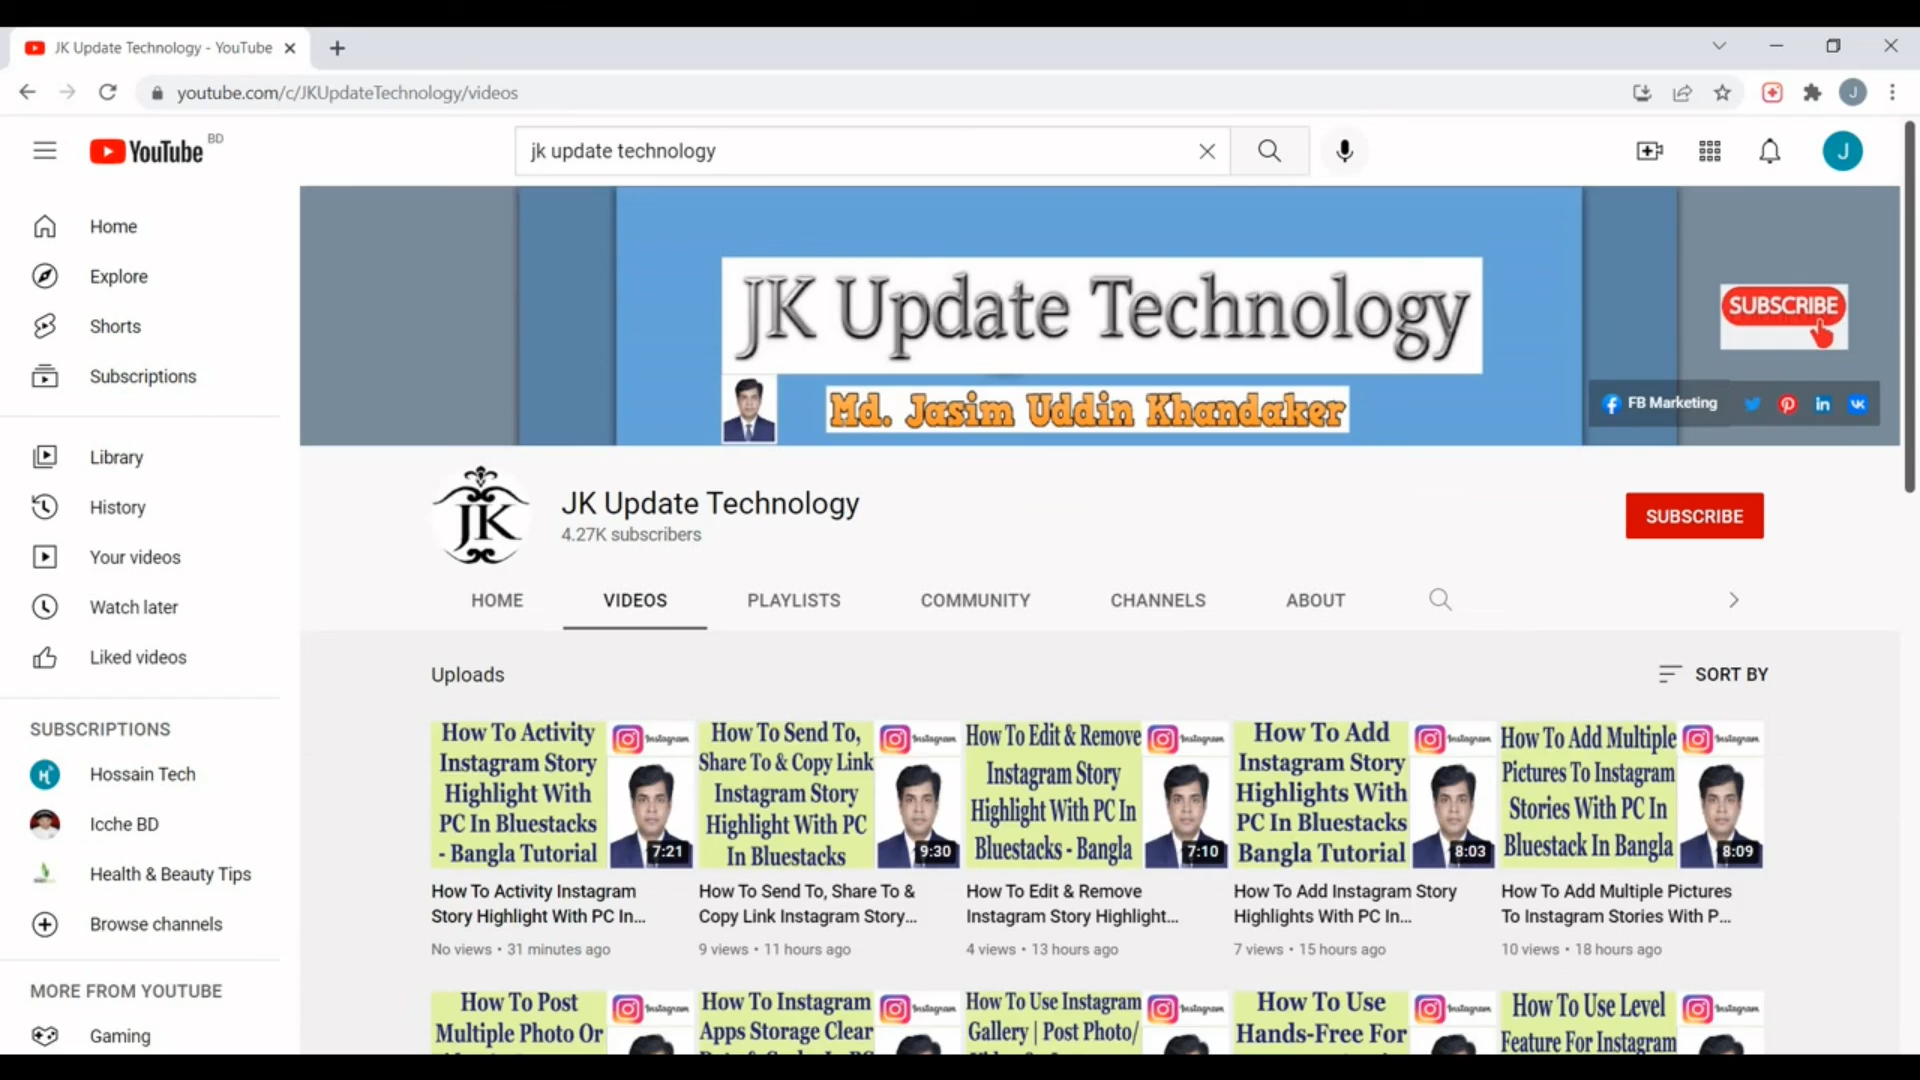 JK Update Technology - YouTube
youtube.com/c/JKUpdateTechnology/videos
J
YouTube BD
jk update technology
J
Home
Explore
Shorts
Subscriptions
Library
History
Your videos
Watch later
Liked videos
SUBSCRIPTIONS
Hossain Tech
Icche BD
Health & Beauty Tips
Browse channels
MORE FROM YOUTUBE
Gaming
JK Update Technology
Md. Jasim Uddin Khandaker
SUBSCRIBE
FB Marketing
JK
JK Update Technology
4.27K subscribers
SUBSCRIBE
HOME
VIDEOS
PLAYLISTS
COMMUNITY
CHANNELS
ABOUT
Uploads
SORT BY
How To Activity
Instagram Story
Highlight With
PC In Bluestacks
- Bangla Tutorial
Instagram
7:21
How To Activity Instagram
Story Highlight With PC In...
No views • 31 minutes ago
How To Send To,
Share To & Copy Link
Instagram Story
Highlight With PC
In Bluestacks
Instagram
9:30
How To Send To, Share To &
Copy Link Instagram Story...
9 views • 11 hours ago
How To Edit & Remove
Instagram Story
Highlight With PC In
Bluestacks - Bangla
Instagram
7:10
How To Edit & Remove
Instagram Story Highlight...
4 views • 13 hours ago
How To Add
Instagram Story
Highlights With
PC In Bluestacks
Bangla Tutorial
Instagram
8:03
How To Add Instagram Story
Highlights With PC In...
7 views • 15 hours ago
How To Add Multiple
Pictures To Instagram
Stories With PC In
Bluestack In Bangla
Instagram
8:09
How To Add Multiple Pictures
To Instagram Stories With P...
10 views • 18 hours ago
How To Post
Multiple Photo Or
Instagram
How To Instagram
Apps Storage Clear
Instagram
How To Use Instagram
Gallery | Post Photo/
Instagram
How To Use
Hands-Free For
Instagram
How To Use Level
Feature For Instagram
Instagram